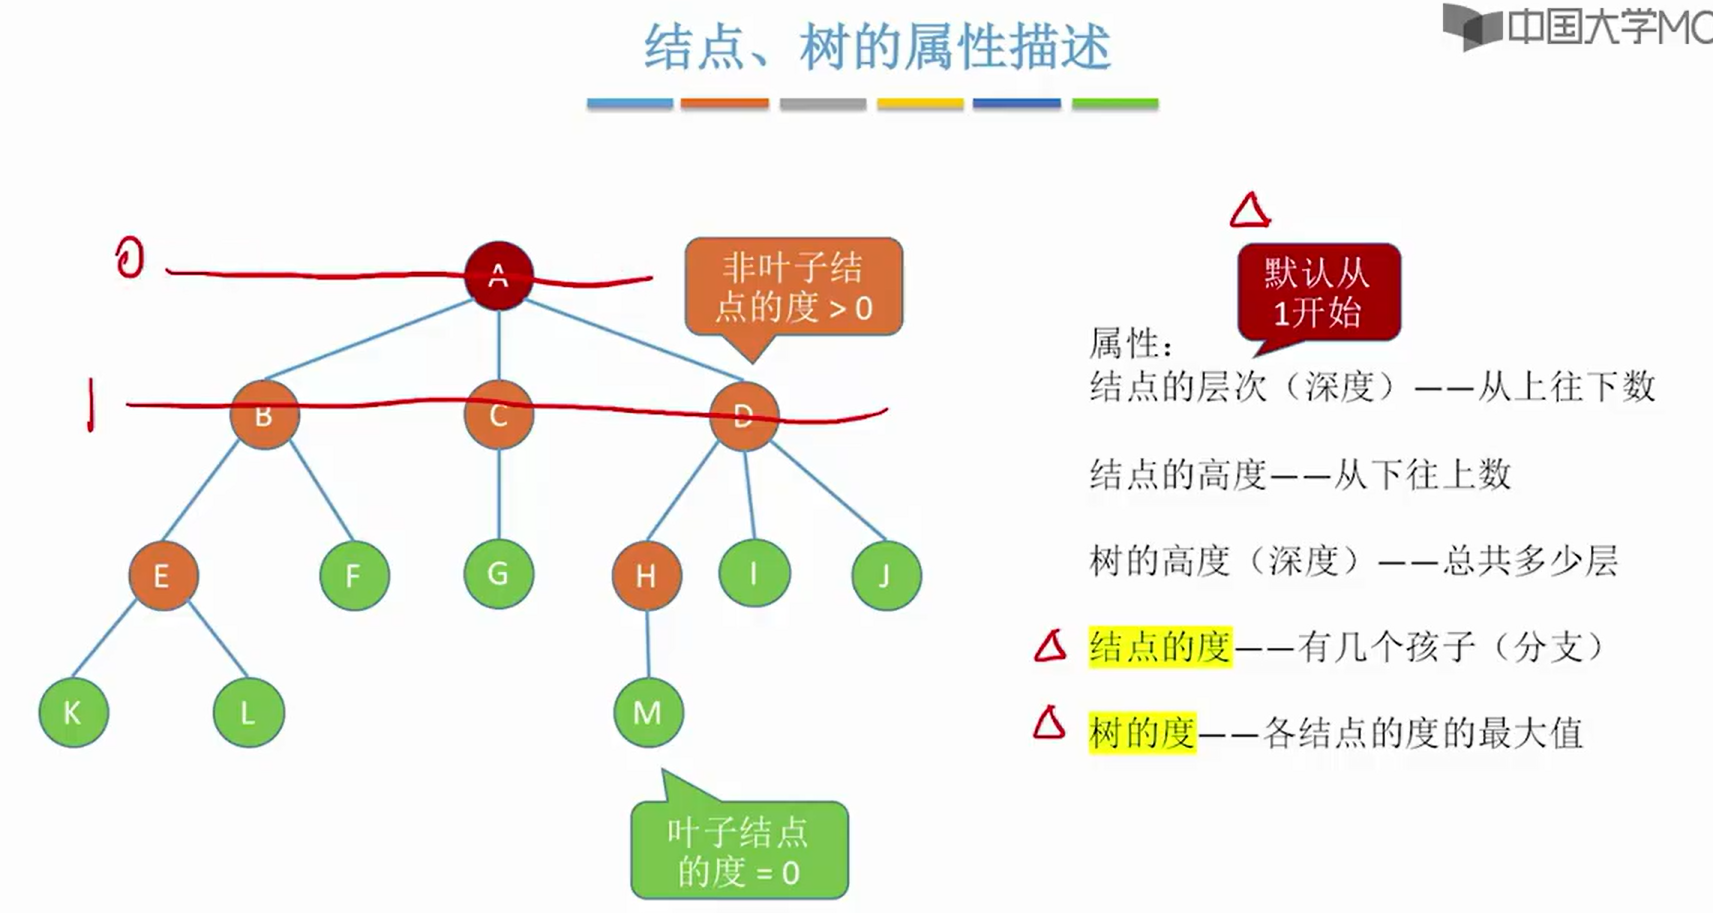 结点、树的属性描述
中国大学MO
0
A
非叶子结
点的度 > 0
默认从
1开始
属性：
结点的层次（深度）——从上往下数
1
B
C
D
结点的高度——从下往上数
E
F
G
H
I
J
树的高度（深度）——总共多少层
结点的度——有几个孩子（分支）
K
L
M
树的度——各结点的度的最大值
叶子结点
的度 = 0